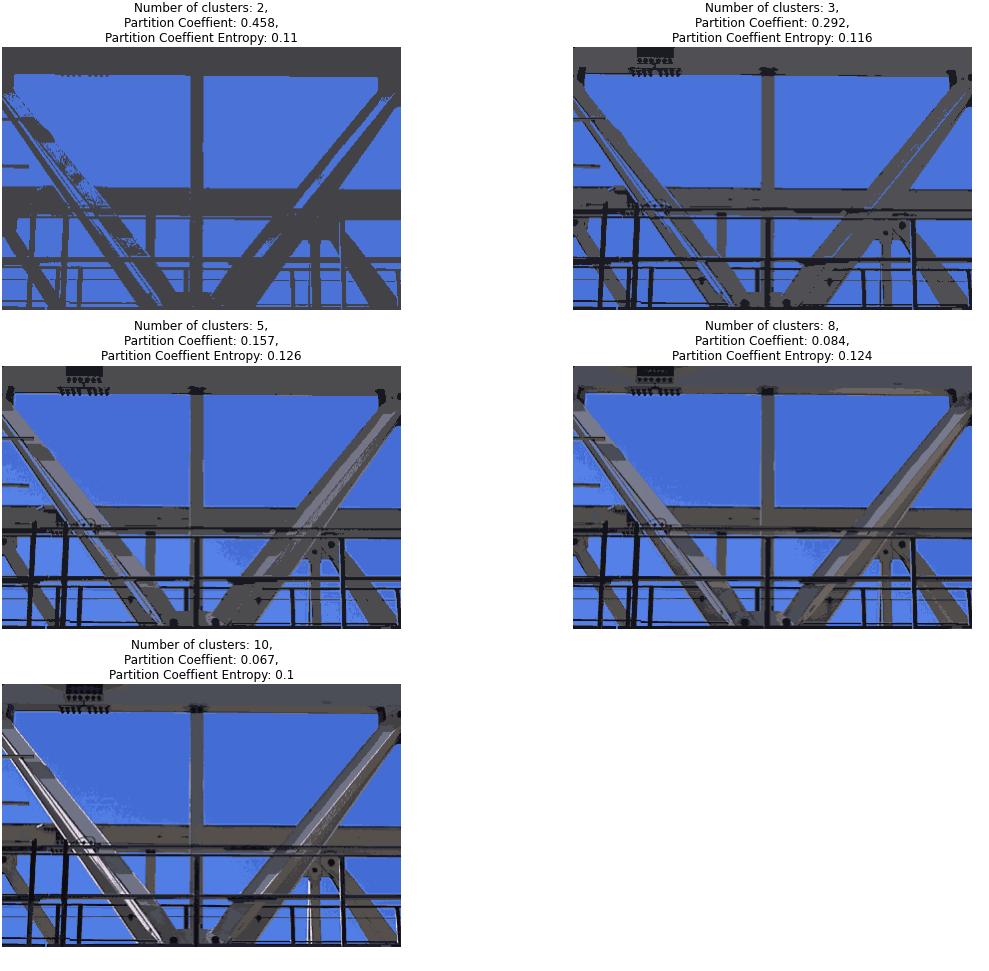 Number of clusters: 2,
Partition Coeffient: 0.458,
Partition Coeffient Entropy: 0.11
Number of clusters: 3,
Partition Coeffient: 0.292,
Partition Coeffient Entropy: 0.116
Number of clusters: 5,
Partition Coeffient: 0.157,
Partition Coeffient Entropy: 0.126
Number of clusters: 8,
Partition Coeffient: 0.084,
Partition Coeffient Entropy: 0.124
Number of clusters: 10,
Partition Coeffient: 0.067,
Partition Coeffient Entropy: 0.1